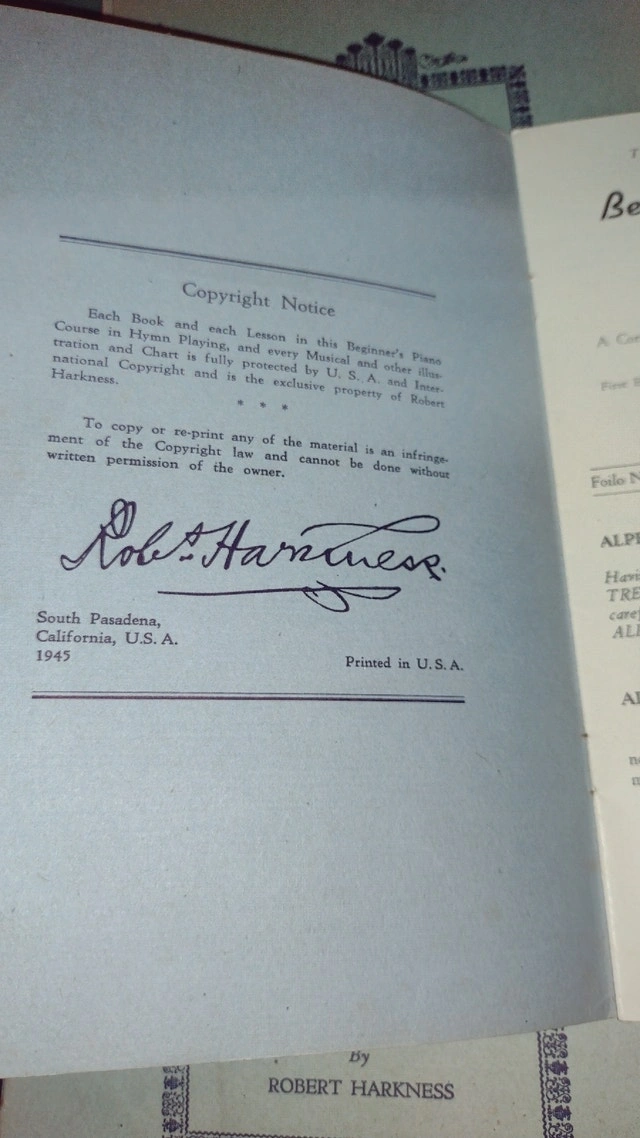 Copyright Notice
Each Book and each Lesson in this Beginner's Piano
Course in Hymn Playing, and every Musical and other illus-
tration and Chart is fully protected by U. S. A. and Inter-
national Copyright and is the exclusive property of Robert
Harkness.
* * *
To copy or re-print any of the material is an infringe-
ment of the Copyright law and cannot be done without
written permission of the owner.
Robt. Harkness.
South Pasadena,
California, U.S.A.
1945
Printed in U.S.A.
Foilo
By
ROBERT HARKNESS